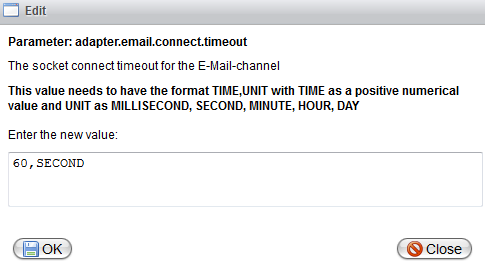 Edit
Parameter: adapter.email.connect.timeout
The socket connect timeout for the E-Mail-channel
This value needs to have the format TIME,UNIT with TIME as a positive numerical
value and UNIT as MILLISECOND, SECOND, MINUTE, HOUR, DAY
Enter the new value:
60,SECOND
OK
Close